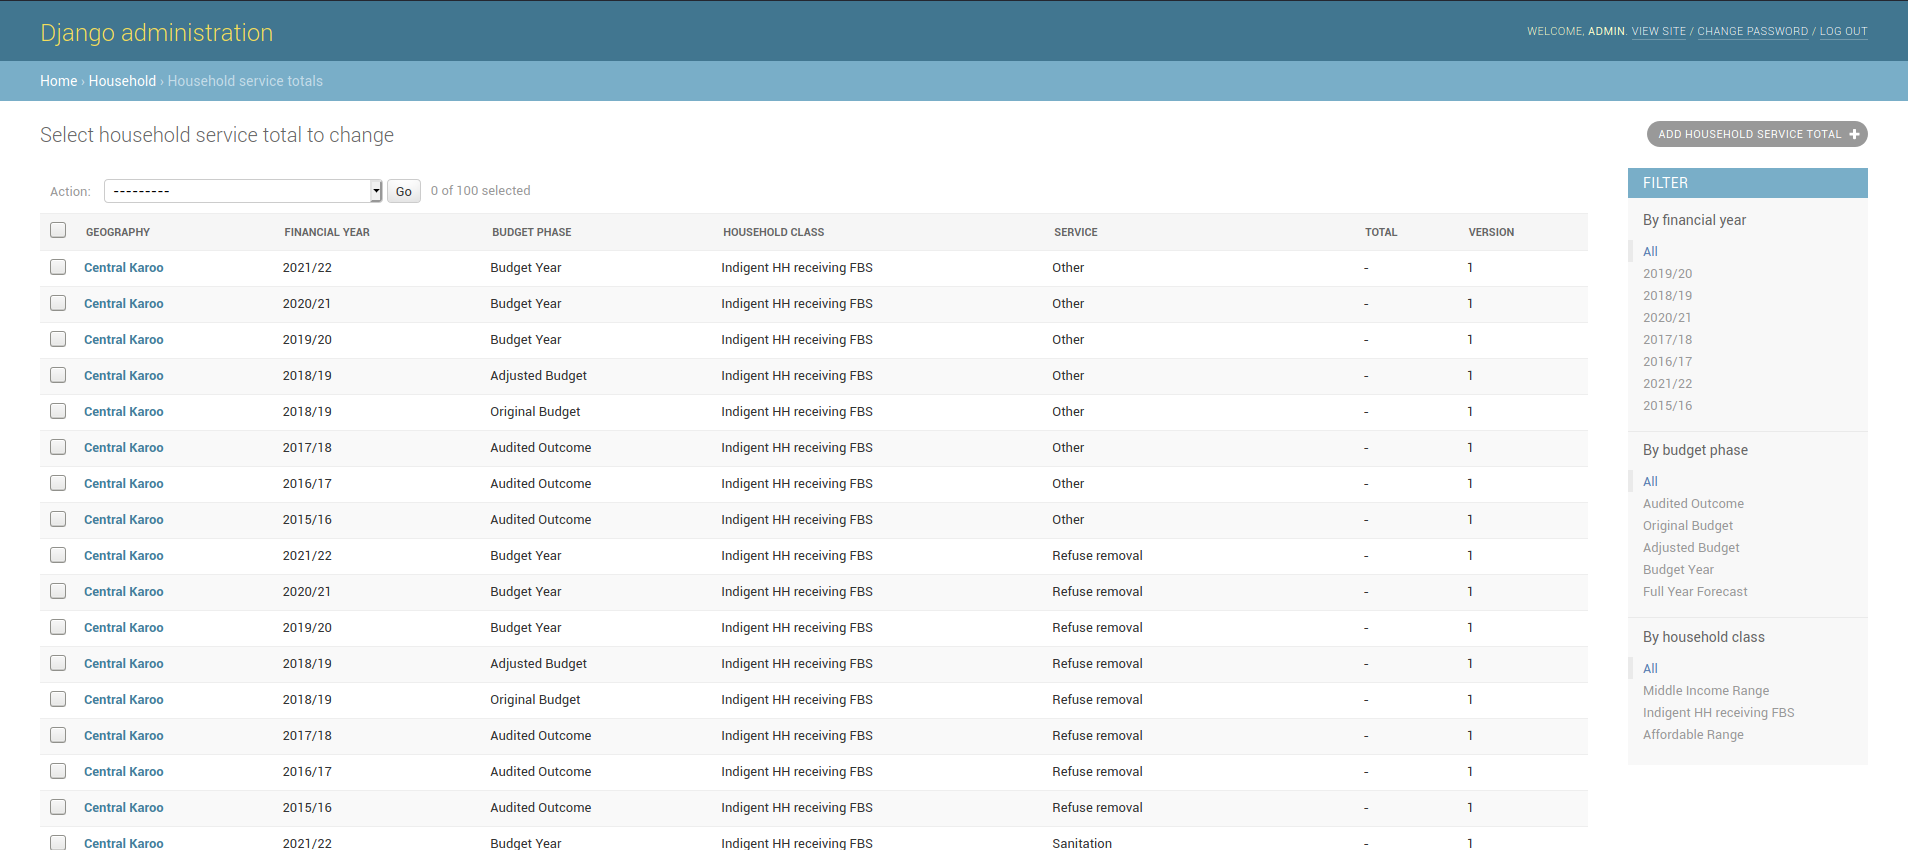 Django administration
WELCOME, ADMIN. VIEW SITE / CHANGE PASSWORD / LOG OUT
Home › Household › Household service totals
Select household service total to change
ADD HOUSEHOLD SERVICE TOTAL +
Action: --------- Go 0 of 100 selected
GEOGRAPHY FINANCIAL YEAR BUDGET PHASE HOUSEHOLD CLASS SERVICE TOTAL VERSION
Central Karoo 2021/22 Budget Year Indigent HH receiving FBS Other - 1
Central Karoo 2020/21 Budget Year Indigent HH receiving FBS Other - 1
Central Karoo 2019/20 Budget Year Indigent HH receiving FBS Other - 1
Central Karoo 2018/19 Adjusted Budget Indigent HH receiving FBS Other - 1
Central Karoo 2018/19 Original Budget Indigent HH receiving FBS Other - 1
Central Karoo 2017/18 Audited Outcome Indigent HH receiving FBS Other - 1
Central Karoo 2016/17 Audited Outcome Indigent HH receiving FBS Other - 1
Central Karoo 2015/16 Audited Outcome Indigent HH receiving FBS Other - 1
Central Karoo 2021/22 Budget Year Indigent HH receiving FBS Refuse removal - 1
Central Karoo 2020/21 Budget Year Indigent HH receiving FBS Refuse removal - 1
Central Karoo 2019/20 Budget Year Indigent HH receiving FBS Refuse removal - 1
Central Karoo 2018/19 Adjusted Budget Indigent HH receiving FBS Refuse removal - 1
Central Karoo 2018/19 Original Budget Indigent HH receiving FBS Refuse removal - 1
Central Karoo 2017/18 Audited Outcome Indigent HH receiving FBS Refuse removal - 1
Central Karoo 2016/17 Audited Outcome Indigent HH receiving FBS Refuse removal - 1
Central Karoo 2015/16 Audited Outcome Indigent HH receiving FBS Refuse removal - 1
Central Karoo 2021/22 Budget Year Indigent HH receiving FBS Sanitation - 1
FILTER
By financial year
All
2019/20
2018/19
2020/21
2017/18
2016/17
2021/22
2015/16
By budget phase
All
Audited Outcome
Original Budget
Adjusted Budget
Budget Year
Full Year Forecast
By household class
All
Middle Income Range
Indigent HH receiving FBS
Affordable Range